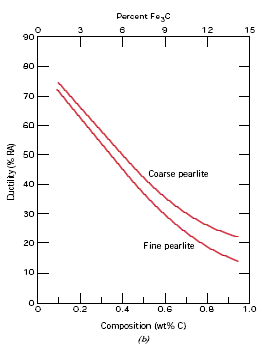 Percent Fe₃C
0 3 6 9 12 15
90
80
70
60
50
40
30
20
10
0
Ductility (% RA)
Coarse pearlite
Fine pearlite
0 0.2 0.4 0.6 0.8 1.0
Composition (wt% C)
(b)